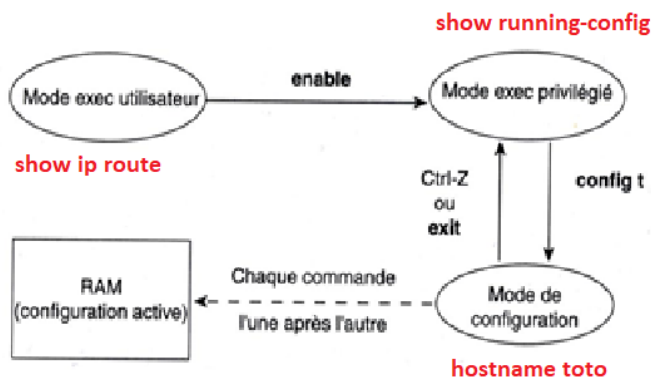 show running-config
enable
Mode exec utilisateur
Mode exec privilégié
show ip route
Ctrl-Z
ou
exit
config t
RAM
(configuration active)
Chaque commande
l'une après l'autre
Mode de
configuration
hostname toto